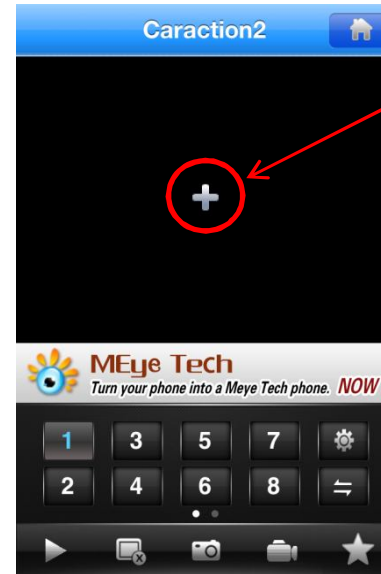 Caraction2
MEye Tech
Turn your phone into a Meye Tech phone. NOW
1 3 5 7
2 4 6 8